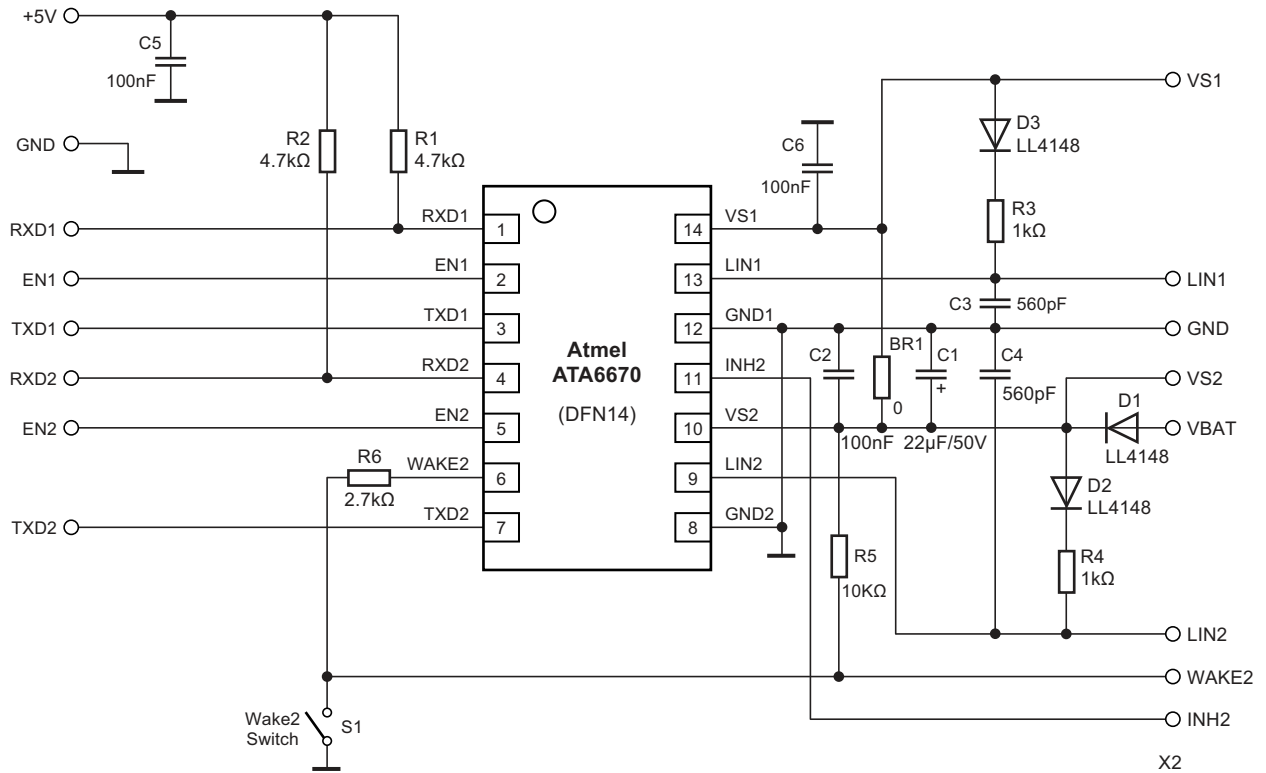 +5V
C5
100nF
GND
R2
4.7kΩ
R1
4.7kΩ
C6
100nF
VS1
D3
LL4148
R3
1kΩ
RXD1
RXD1
1
14
VS1
EN1
EN1
2
13
LIN1
LIN1
C3
560pF
TXD1
TXD1
3
12
GND1
GND
Atmel
ATA6670
(DFN14)
RXD2
RXD2
4
11
INH2
C2
BR1
C1
C4
+
0
560pF
VS2
EN2
EN2
5
10
VS2
100nF
22µF/50V
D1
LL4148
VBAT
R6
2.7kΩ
WAKE2
6
9
LIN2
D2
LL4148
TXD2
TXD2
7
8
GND2
R5
10KΩ
R4
1kΩ
LIN2
WAKE2
Wake2
Switch
S1
INH2
X2